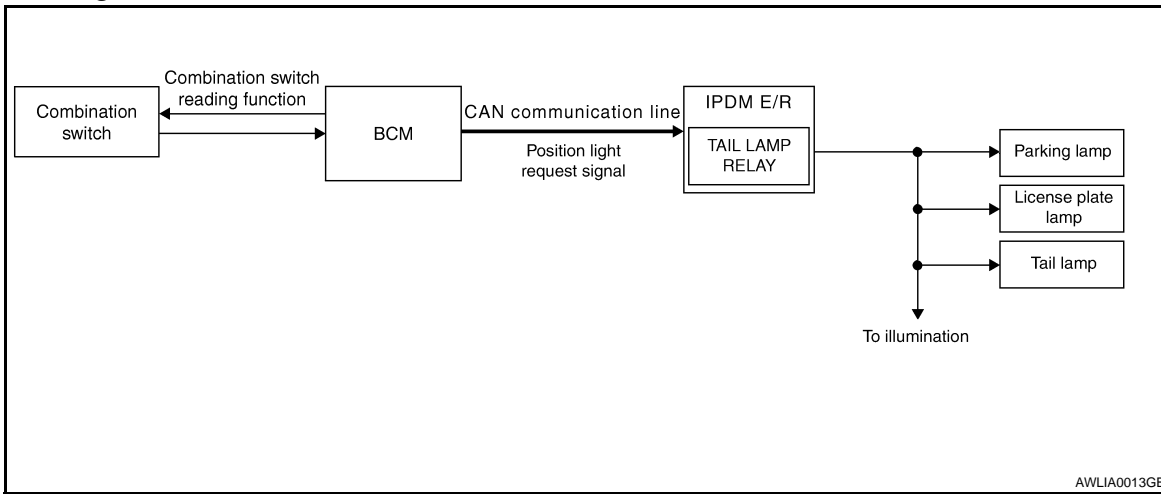 Combination switch
reading function
Combination
switch
BCM
CAN communication line
Position light
request signal
IPDM E/R
TAIL LAMP
RELAY
Parking lamp
License plate
lamp
Tail lamp
To illumination